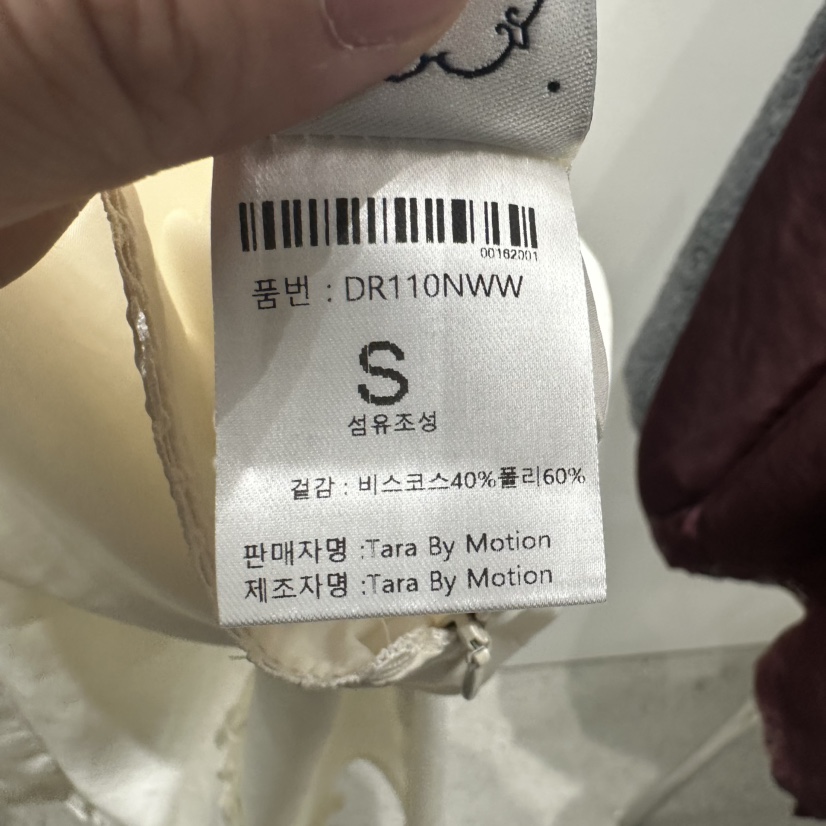 00162001
품번 : DR110NWW
S
섬유조성
겉감 : 비스코스40%폴리60%
판매자명 :Tara By Motion
제조자명 :Tara By Motion